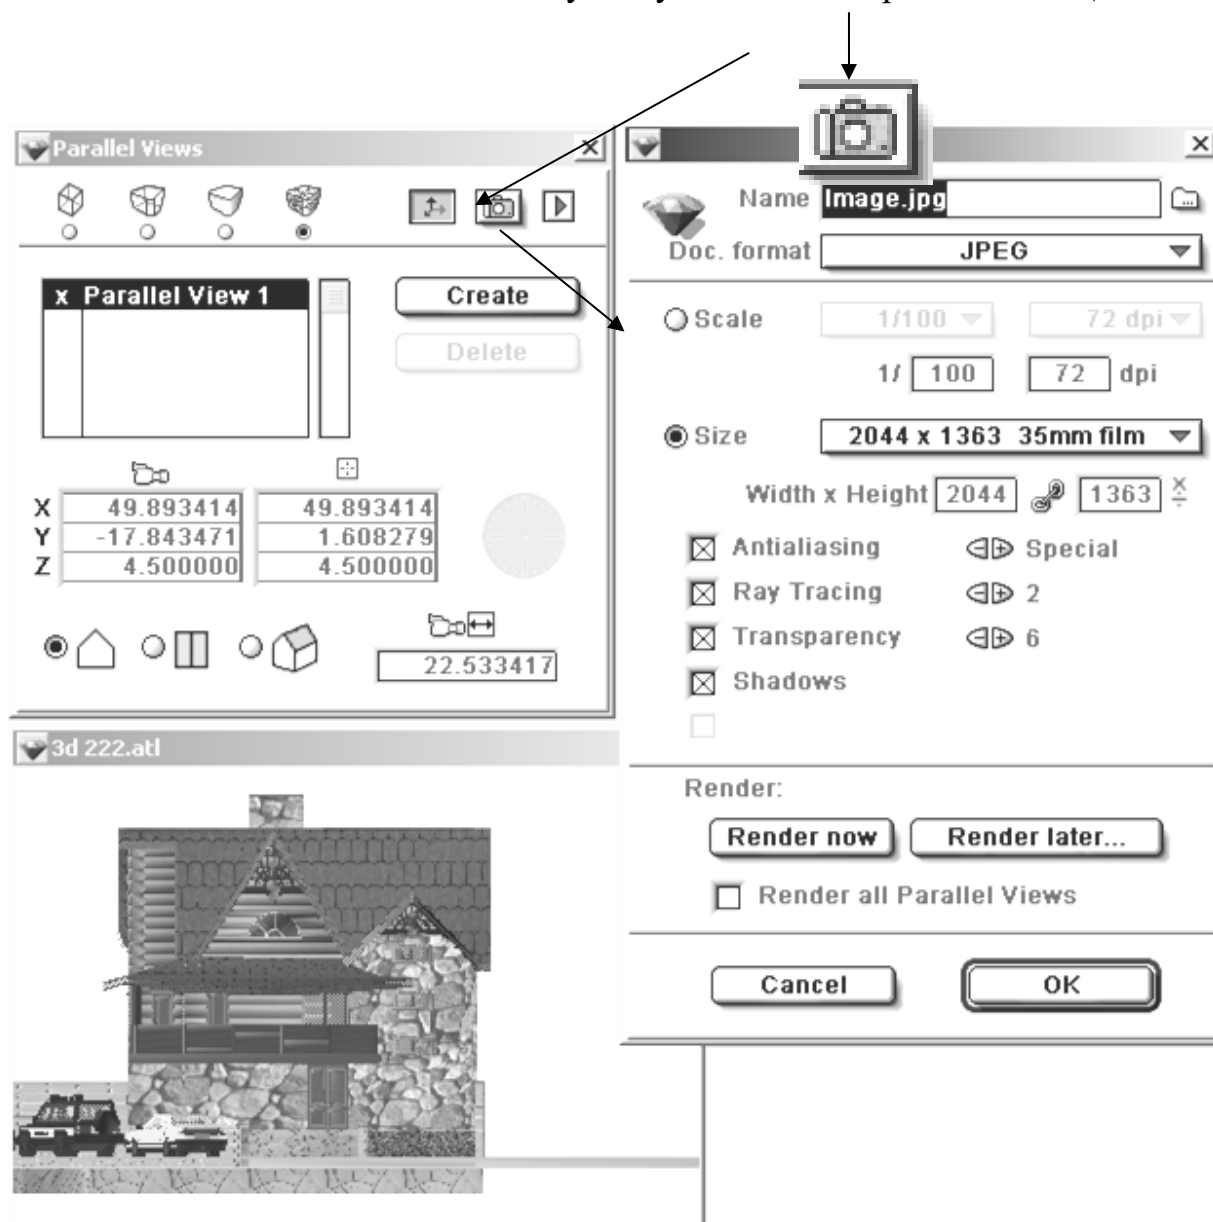 Parallel Views
x Parallel View 1
Create
Delete
X 49.893414 49.893414
Y -17.843471 1.608279
Z 4.500000 4.500000
22.533417
3d 222.atl
Name Image.jpg
Doc. format JPEG
Scale 1/100 72 dpi
1/ 100 72 dpi
Size 2044 x 1363 35mm film
Width x Height 2044 1363
Antialiasing Special
Ray Tracing 2
Transparency 6
Shadows
Render:
Render now Render later...
Render all Parallel Views
Cancel OK